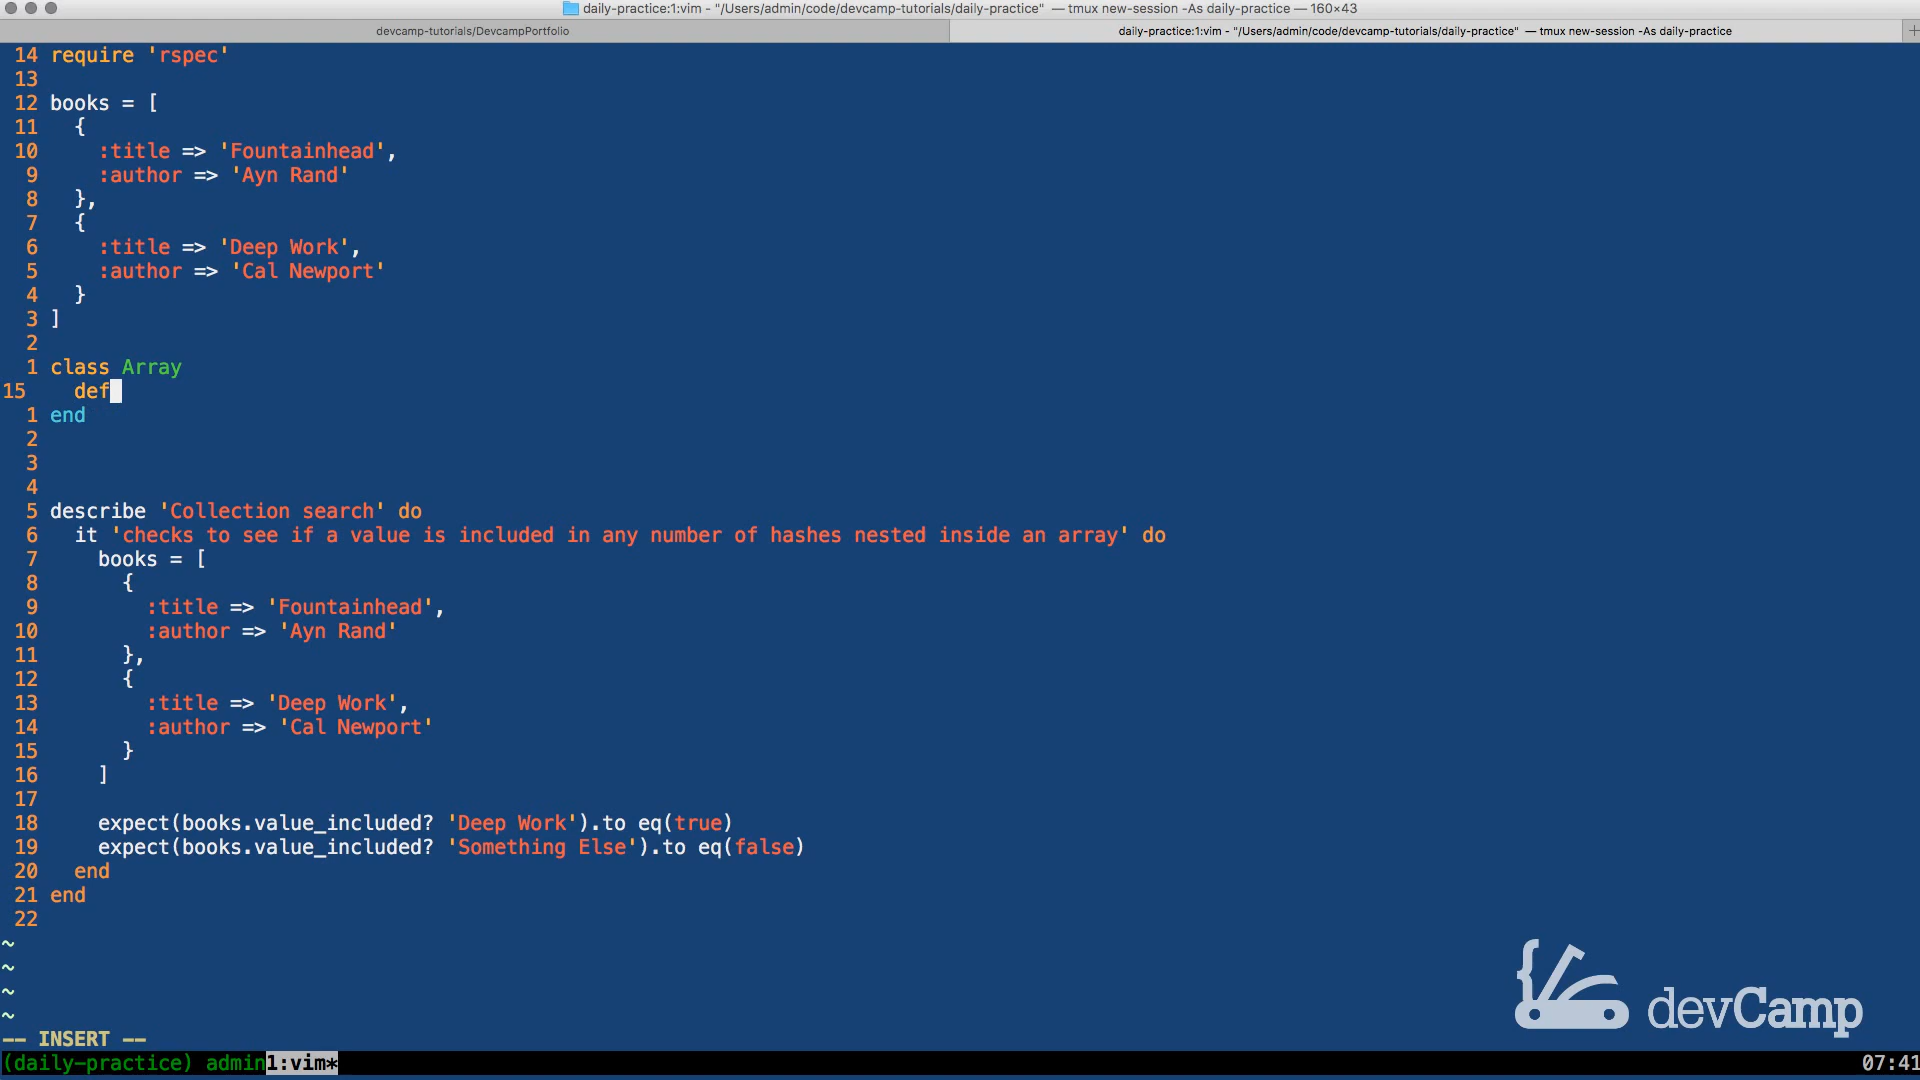 daily-practice:1:vim - "/Users/admin/code/devcamp-tutorials/daily-practice" — tmux new-session -As daily-practice — 160×43
devcamp-tutorials/DevcampPortfolio
daily-practice:1:vim - "/Users/admin/code/devcamp-tutorials/daily-practice" — tmux new-session -As daily-practice
+
14 require 'rspec'
13
12 books = [
11   {
10     :title => 'Fountainhead',
9     :author => 'Ayn Rand'
8   },
7   {
6     :title => 'Deep Work',
5     :author => 'Cal Newport'
4   }
3 ]
2
1 class Array
15   def
1 end
2
3
4
5 describe 'Collection search' do
6   it 'checks to see if a value is included in any number of hashes nested inside an array' do
7     books = [
8       {
9         :title => 'Fountainhead',
10         :author => 'Ayn Rand'
11       },
12       {
13         :title => 'Deep Work',
14         :author => 'Cal Newport'
15       }
16     ]
17
18     expect(books.value_included? 'Deep Work').to eq(true)
19     expect(books.value_included? 'Something Else').to eq(false)
20   end
21 end
22
~
~
~
~
-- INSERT --
(daily-practice) admin1:vim* 07:41
devCamp